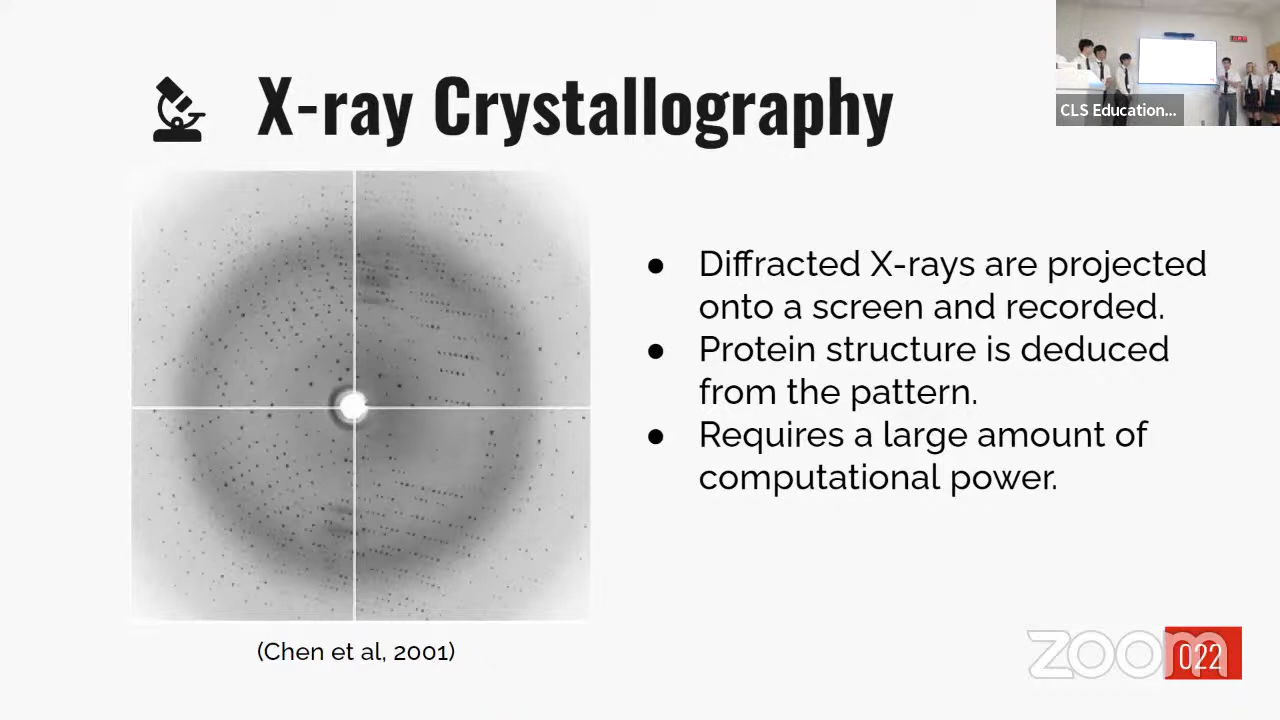 X-ray Crystallography
CLS Education...
● Diffracted X-rays are projected
onto a screen and recorded.
● Protein structure is deduced
from the pattern.
● Requires a large amount of
computational power.
(Chen et al, 2001)
zoom
022